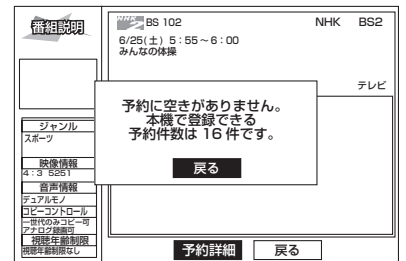 番組説明
NHK BS 102
NHK BS2
6/25(土) 5:55～6:00
みんなの体操
テレビ
予約に空きがありません。
本機で登録できる
予約件数は 16 件です。
戻る
ジャンル
スポーツ
映像情報
4:3 525i
音声情報
デュアルモノ
コピーコントロール
一世代のみコピー可
アナログ録画可
視聴年齢制限
視聴年齢制限なし
予約詳細
戻る